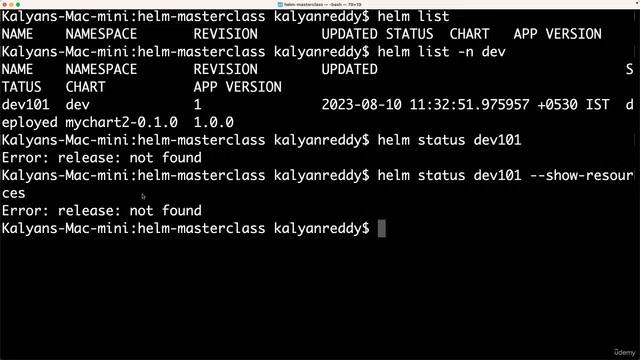 helm-masterclass — -bash — 79×19
Kalyans-Mac-mini:helm-masterclass kalyanreddy$ helm list
NAME NAMESPACE REVISION UPDATED STATUS CHART APP VERSION
Kalyans-Mac-mini:helm-masterclass kalyanreddy$ helm list -n dev
NAME NAMESPACE REVISION UPDATED S
TATUS CHART APP VERSION
dev101 dev 1 2023-08-10 11:32:51.975957 +0530 IST d
eployed mychart2-0.1.0 1.0.0
Kalyans-Mac-mini:helm-masterclass kalyanreddy$ helm status dev101
Error: release: not found
Kalyans-Mac-mini:helm-masterclass kalyanreddy$ helm status dev101 --show-resour
ces
Error: release: not found
Kalyans-Mac-mini:helm-masterclass kalyanreddy$
udemy